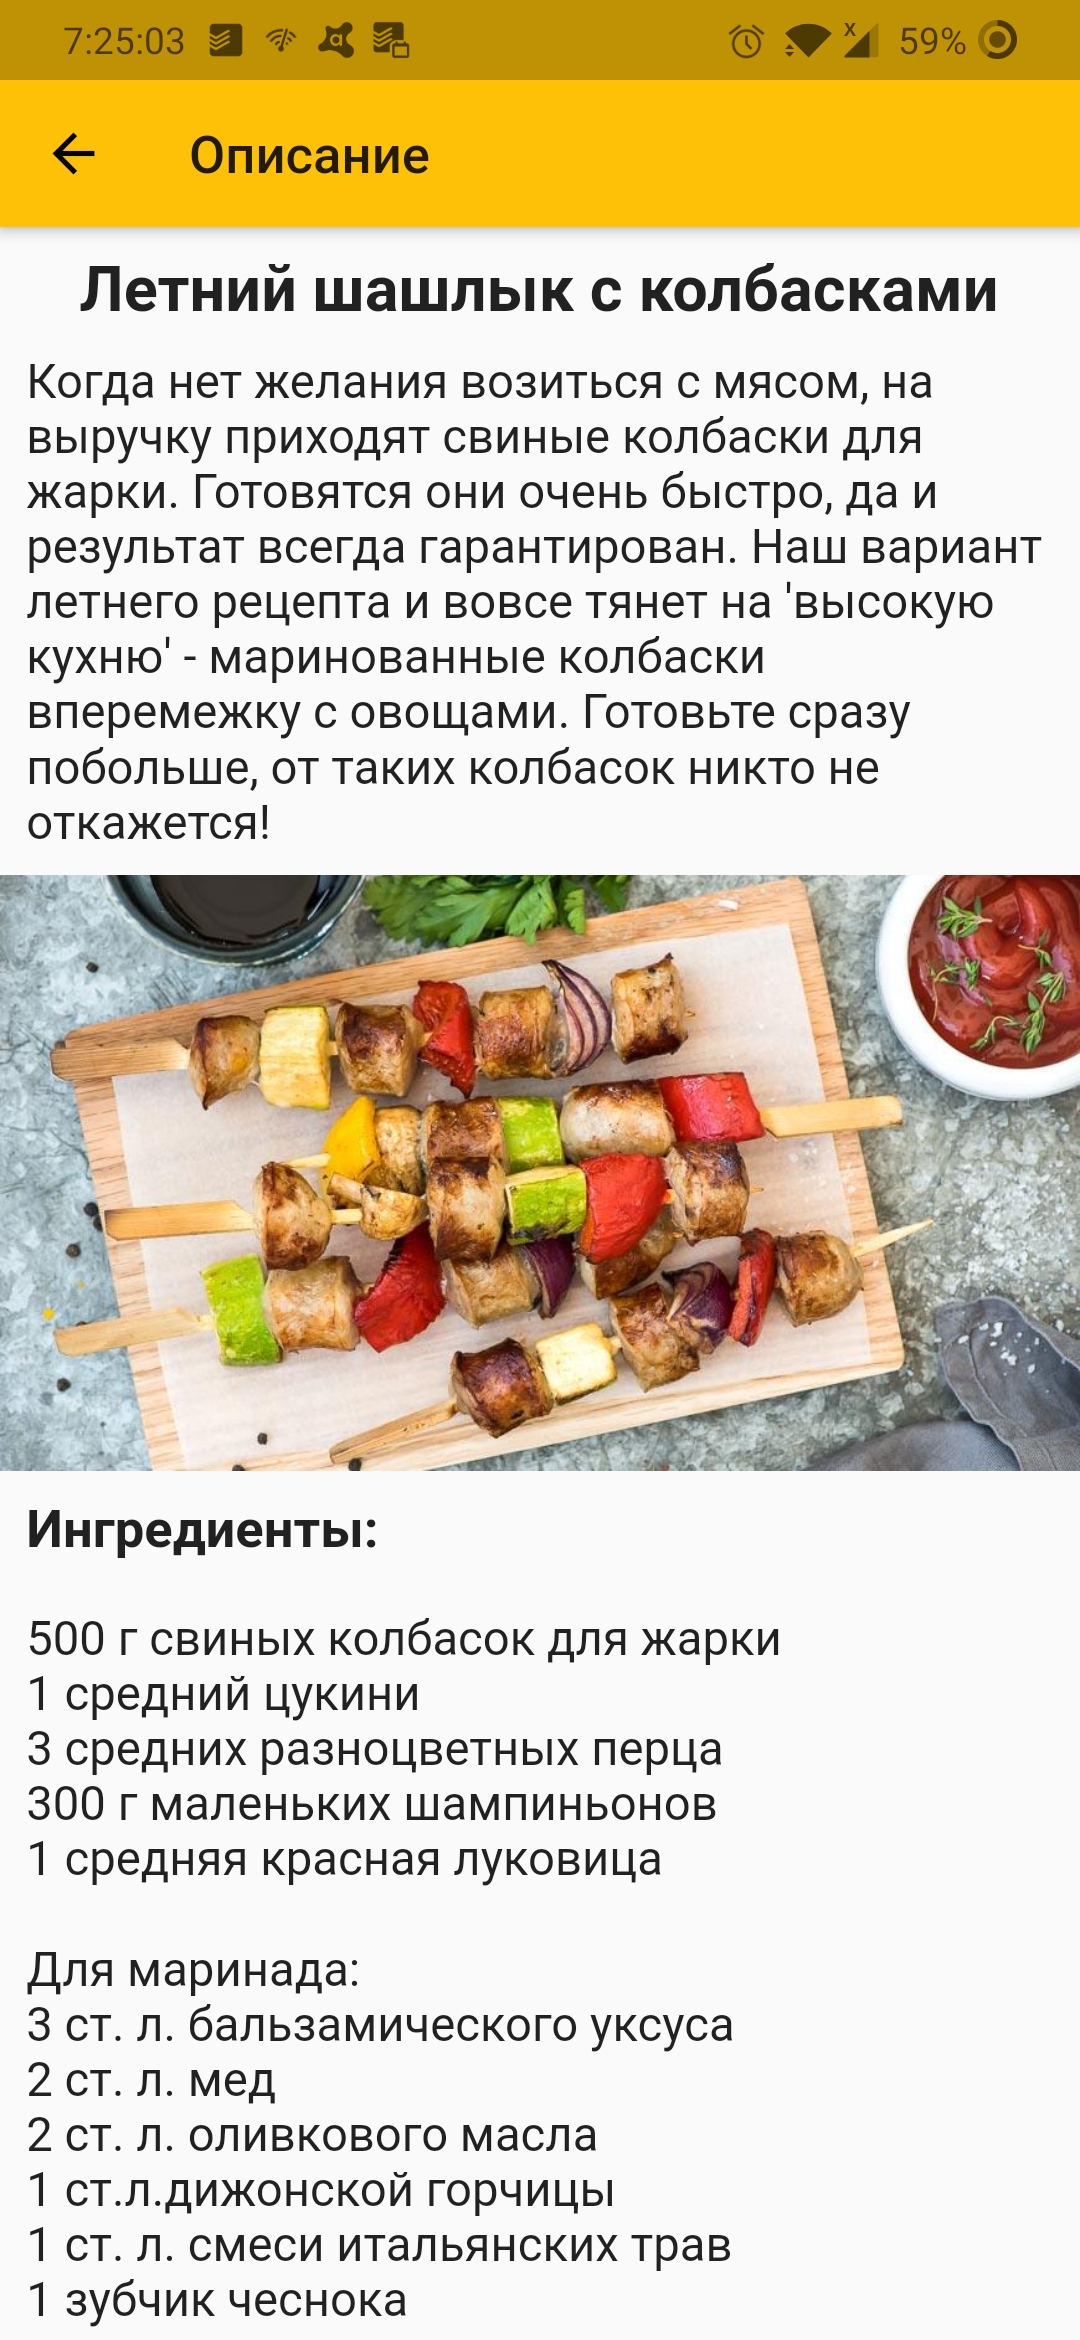 7:25:03
x
59%
Описание
Летний шашлык с колбасками
Когда нет желания возиться с мясом, на
выручку приходят свиные колбаски для
жарки. Готовятся они очень быстро, да и
результат всегда гарантирован. Наш вариант
летнего рецепта и вовсе тянет на 'высокую
кухню' - маринованные колбаски
вперемежку с овощами. Готовьте сразу
побольше, от таких колбасок никто не
откажется!
Ингредиенты:
500 г свиных колбасок для жарки
1 средний цукини
3 средних разноцветных перца
300 г маленьких шампиньонов
1 средняя красная луковица
Для маринада:
3 ст. л. бальзамического уксуса
2 ст. л. мед
2 ст. л. оливкового масла
1 ст.л.дижонской горчицы
1 ст. л. смеси итальянских трав
1 зубчик чеснока